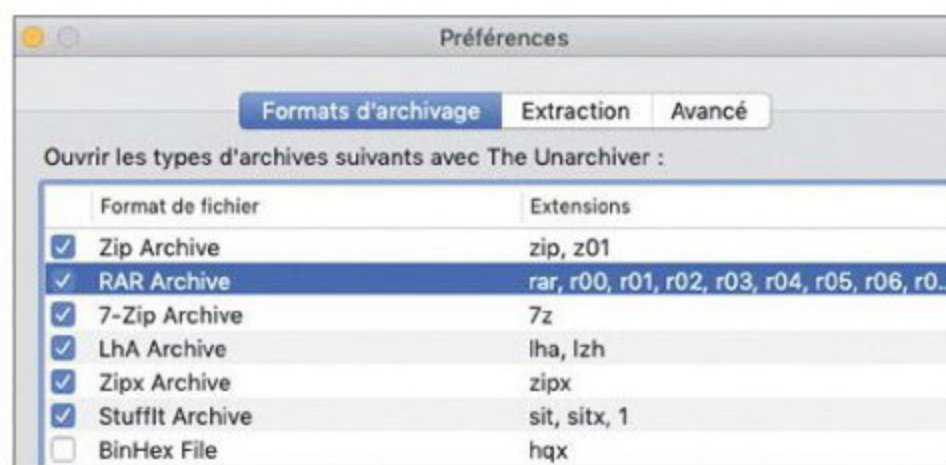 Préférences
Formats d'archivage Extraction Avancé
Ouvrir les types d'archives suivants avec The Unarchiver :
Format de fichier Extensions
Zip Archive zip, z01
RAR Archive rar, r00, r01, r02, r03, r04, r05, r06, r0...
7-Zip Archive 7z
LhA Archive lha, lzh
Zipx Archive zipx
StuffIt Archive sit, sitx, 1
BinHex File hqx